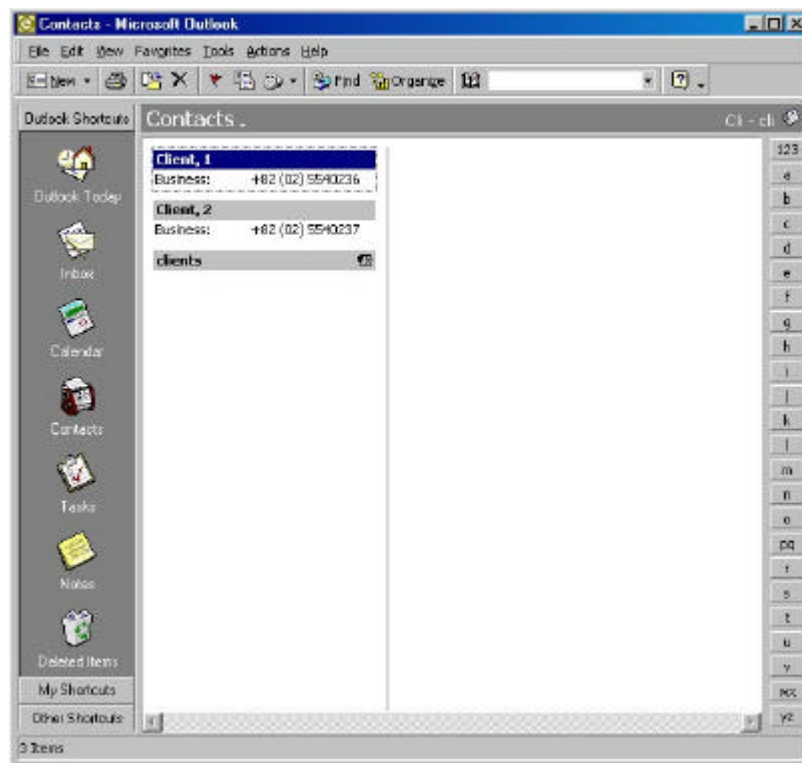 Contacts - Microsoft Outlook
File Edit View Favorites Tools Actions Help
New Find Organize
Outlook Shortcuts
Contacts .
Cli - cli
Outlook Today
Inbox
Calendar
Contacts
Tasks
Notes
Deleted Items
My Shortcuts
Other Shortcuts
Client, 1
Business: +82 (02) 5540236
Client, 2
Business: +82 (02) 5540237
clients
123
a
b
c
d
e
f
g
h
i
j
k
l
m
n
o
pq
r
s
t
u
v
wx
yz
3 Items